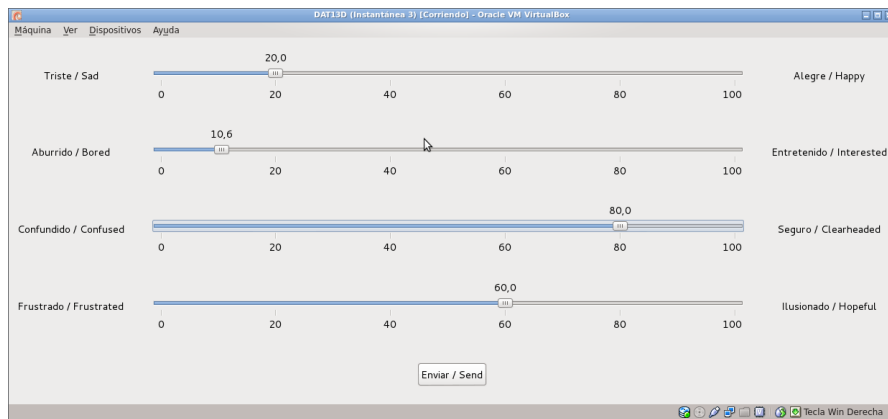 DAT13D (Instantánea 3) [Corriendo] - Oracle VM VirtualBox
Máquina Ver Dispositivos Ayuda
20,0
Triste / Sad
Alegre / Happy
0 20 40 60 80 100
10,6
Aburrido / Bored
Entretenido / Interested
0 20 40 60 80 100
80,0
Confundido / Confused
Seguro / Clearheaded
0 20 40 60 80 100
60,0
Frustrado / Frustrated
Ilusionado / Hopeful
0 20 40 60 80 100
Enviar / Send
Tecla Win Derecha